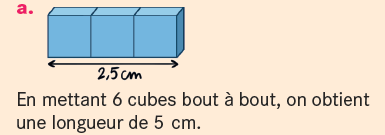 a.
2,5 cm
En mettant 6 cubes bout à bout, on obtient
une longueur de 5 cm.